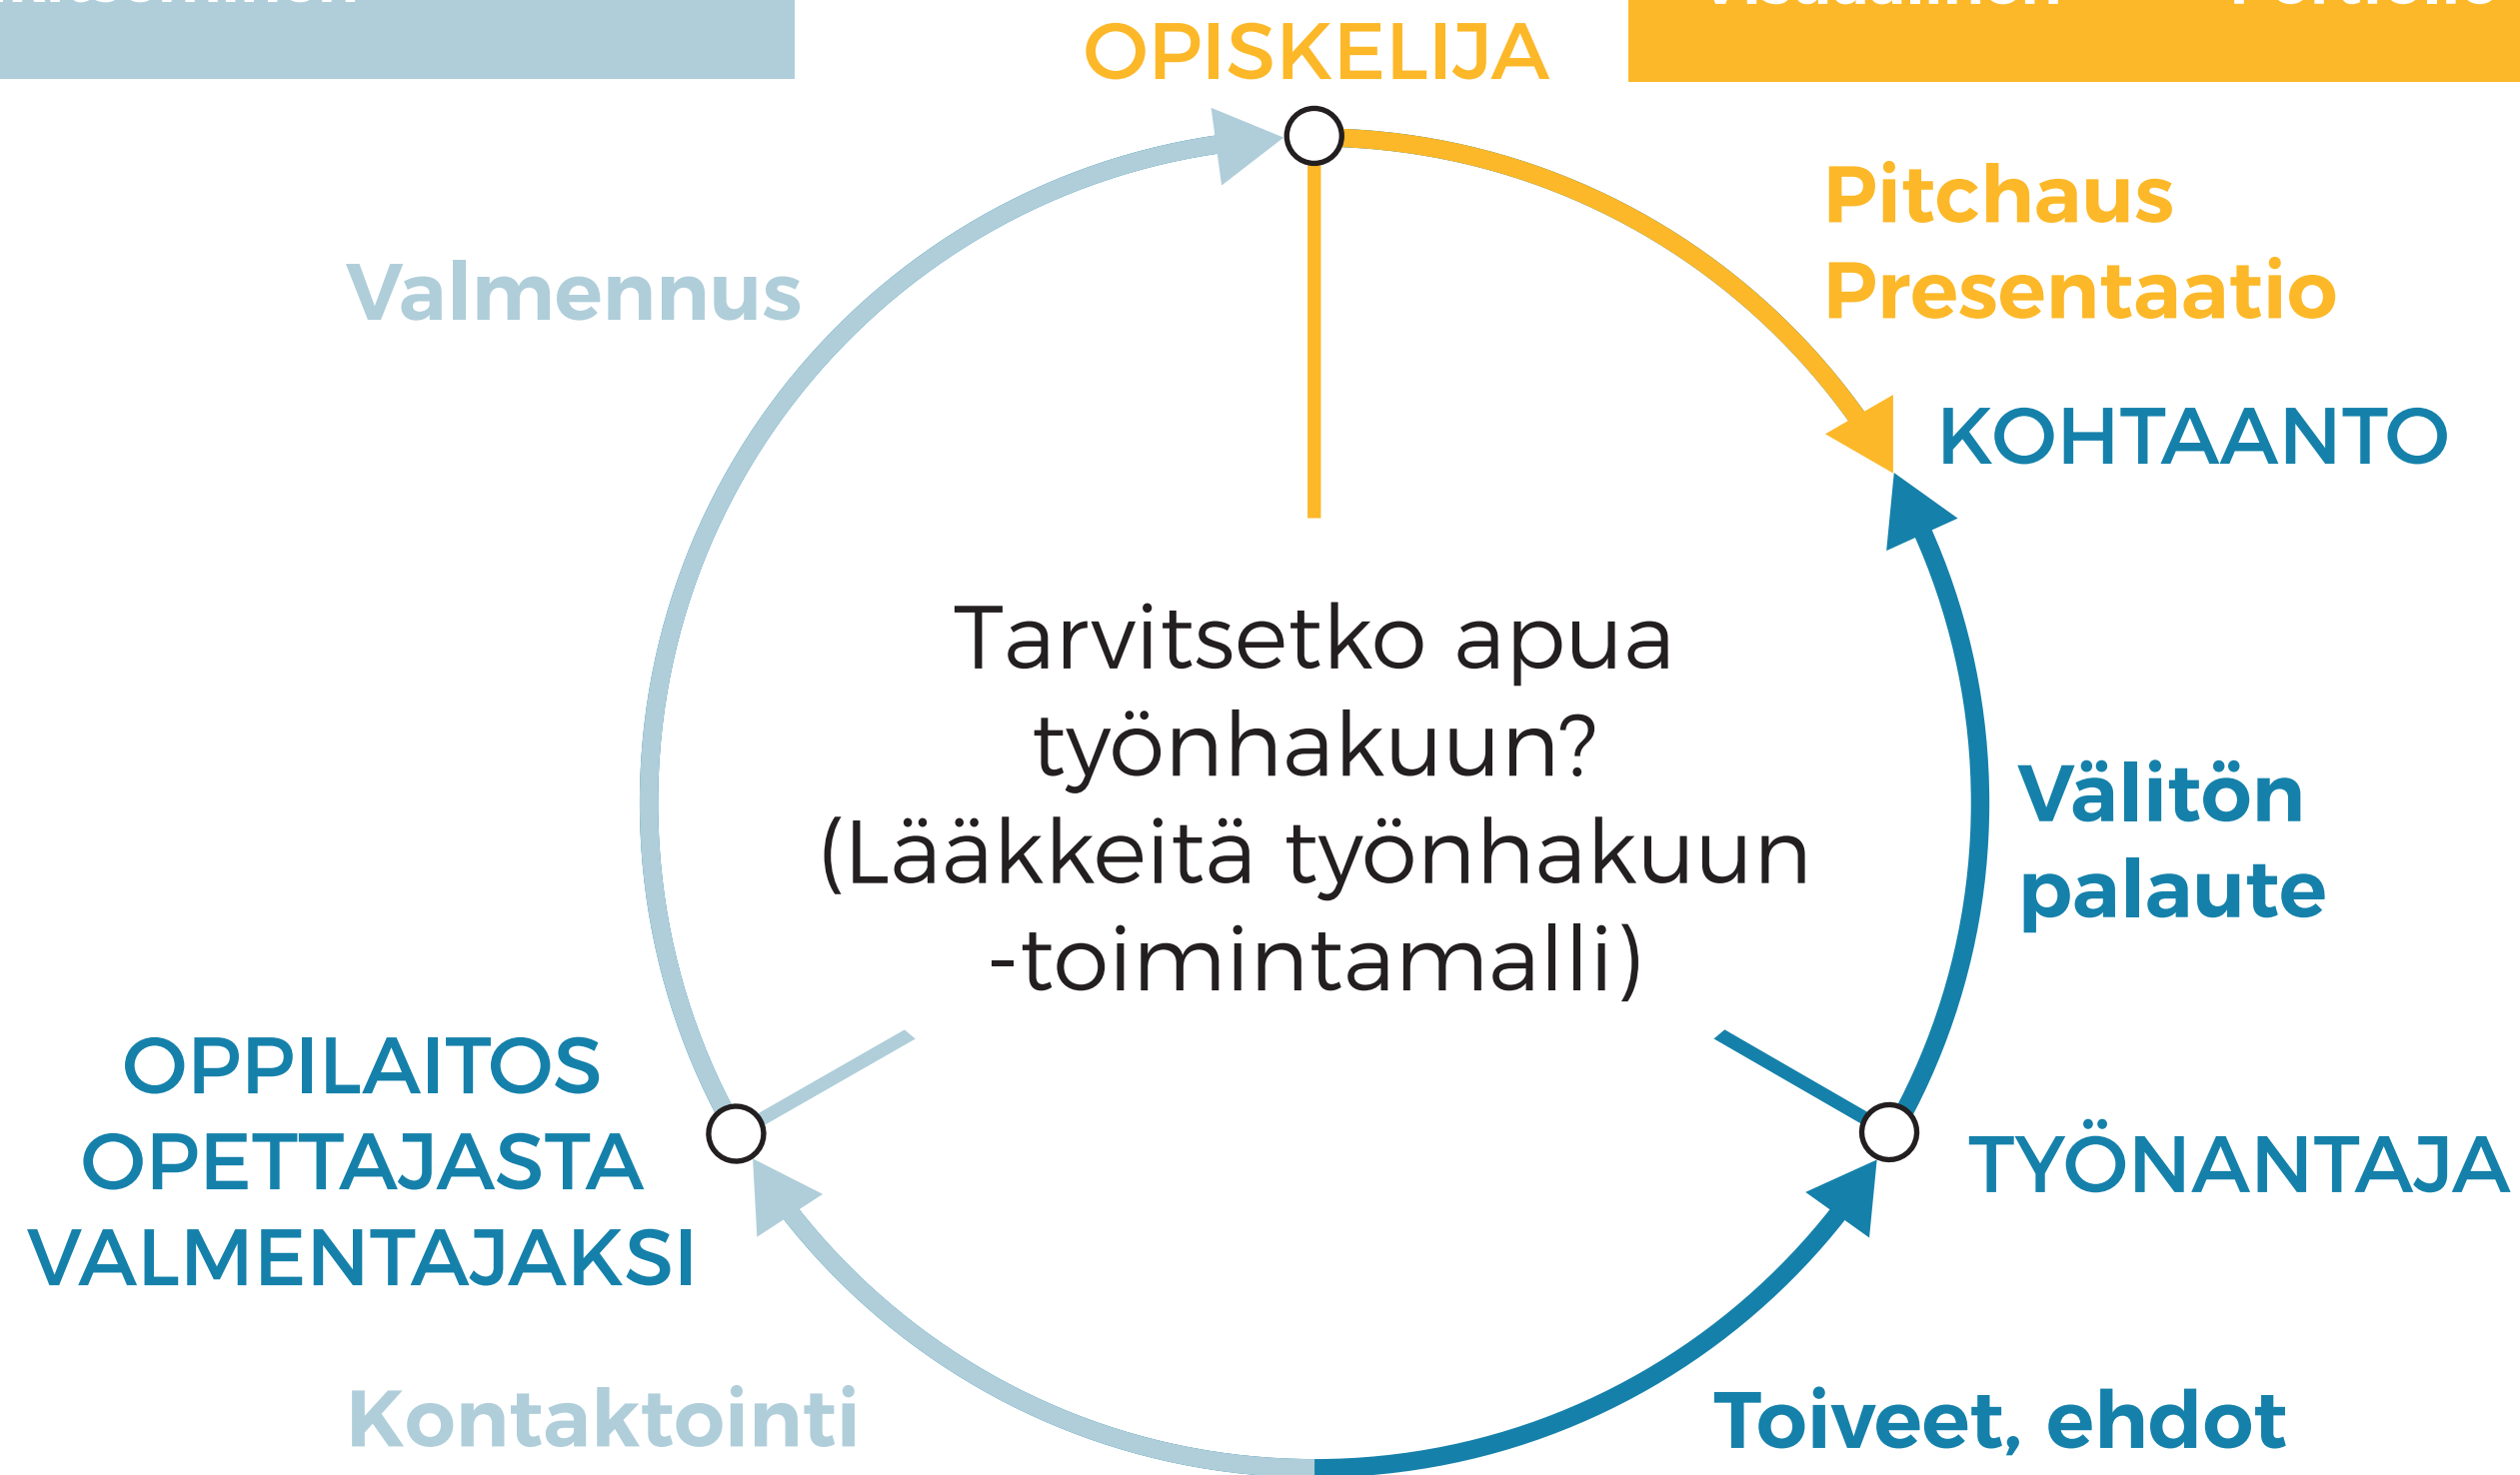 OPISKELIJA
Pitchaus
Presentaatio
Valmennus
KOHTAANTO
Tarvitsetko apua
työnhakuun?
(Lääkkeitä työnhakuun
-toimintamalli)
Välitön
palaute
OPPILAITOS
OPETTAJASTA
VALMENTAJAKSI
TYÖNANTAJA
Kontaktointi
Toiveet, ehdot